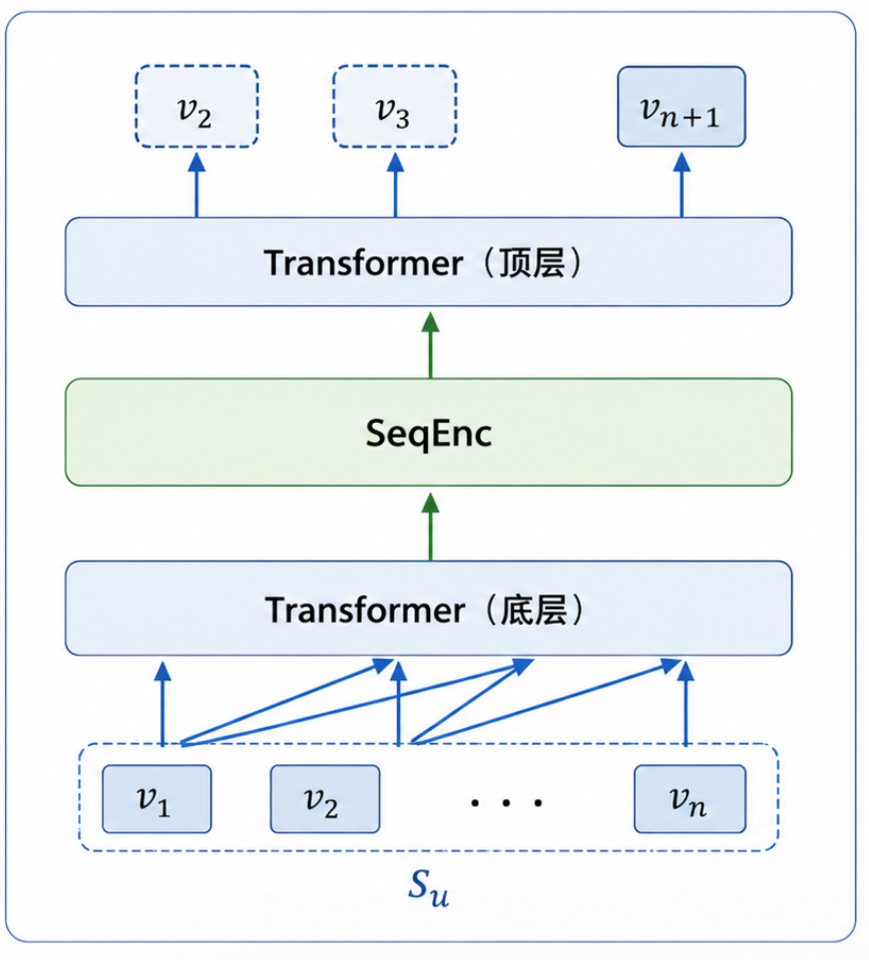 v₂ v₃ vₙ₊₁
Transformer（顶层）
SeqEnc
Transformer（底层）
v₁ v₂ ··· vₙ
Sᵤ